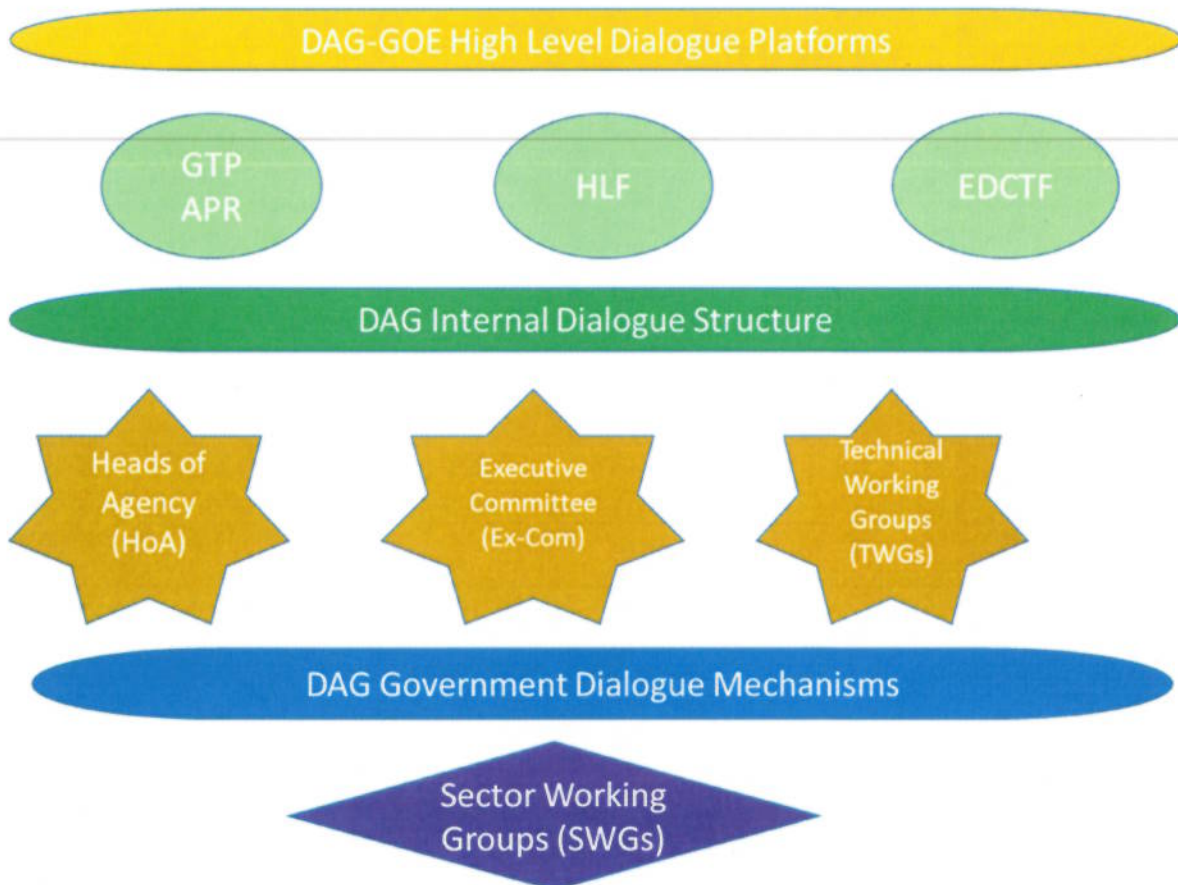 DAG-GOE High Level Dialogue Platforms
GTP
APR
HLF
EDCTF
DAG Internal Dialogue Structure
Heads of
Agency
(HoA)
Executive
Committee
(Ex-Com)
Technical
Working
Groups
(TWGs)
DAG Government Dialogue Mechanisms
Sector Working
Groups (SWGs)